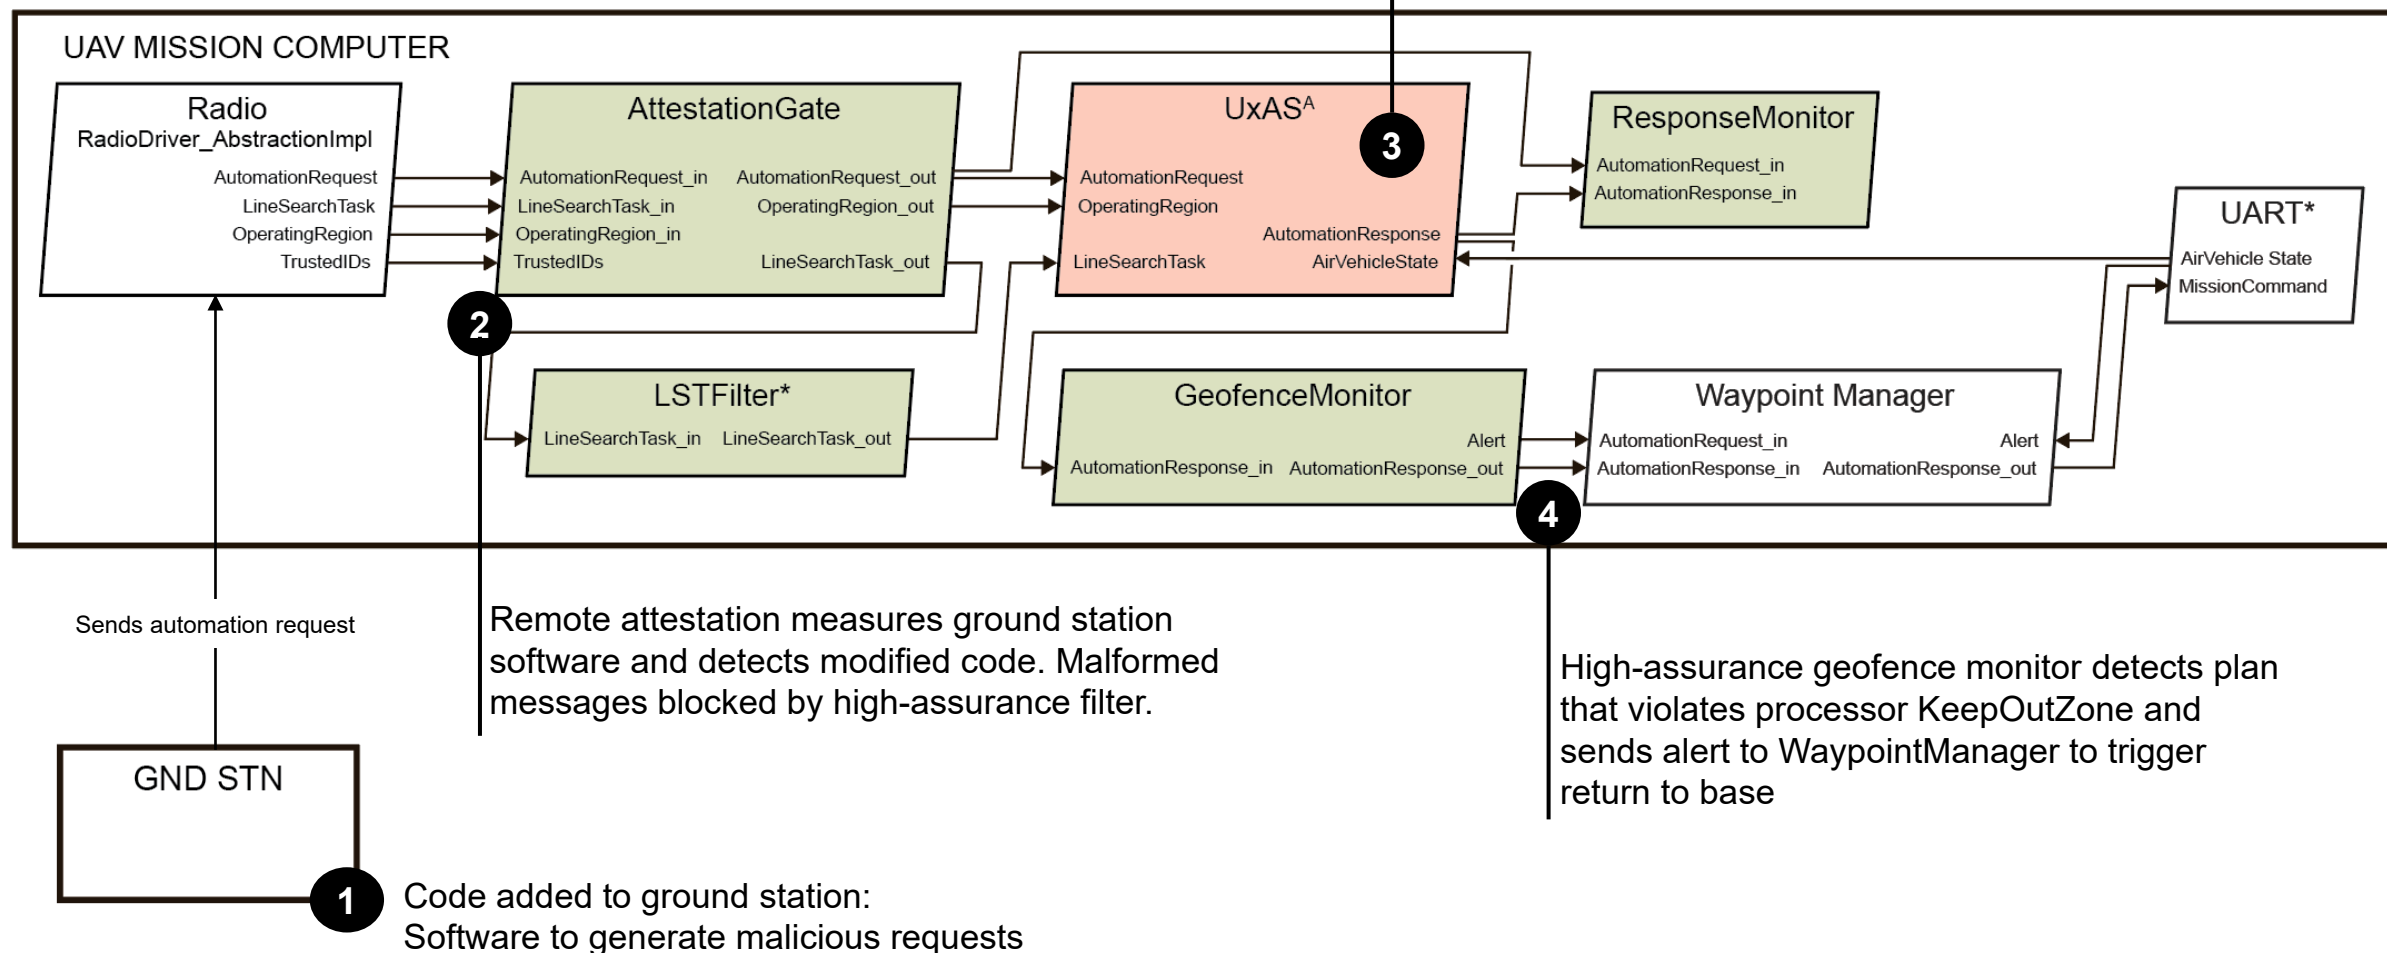 UAV MISSION COMPUTER
Radio
RadioDriver_AbstractionImpl
AutomationRequest
LineSearchTask
OperatingRegion
TrustedIDs
AttestationGate
AutomationRequest_in AutomationRequest_out
LineSearchTask_in OperatingRegion_out
OperatingRegion_in
TrustedIDs LineSearchTask_out
UxASᴬ
3
AutomationRequest
OperatingRegion
AutomationResponse
LineSearchTask AirVehicleState
ResponseMonitor
AutomationRequest_in
AutomationResponse_in
UART*
AirVehicle State
MissionCommand
2
LSTFilter*
LineSearchTask_in LineSearchTask_out
GeofenceMonitor
Alert
AutomationResponse_in AutomationResponse_out
Waypoint Manager
AutomationRequest_in Alert
AutomationResponse_in AutomationResponse_out
4
Sends automation request
Remote attestation measures ground station
software and detects modified code. Malformed
messages blocked by high-assurance filter.
High-assurance geofence monitor detects plan
that violates processor KeepOutZone and
sends alert to WaypointManager to trigger
return to base
GND STN
1
Code added to ground station:
Software to generate malicious requests